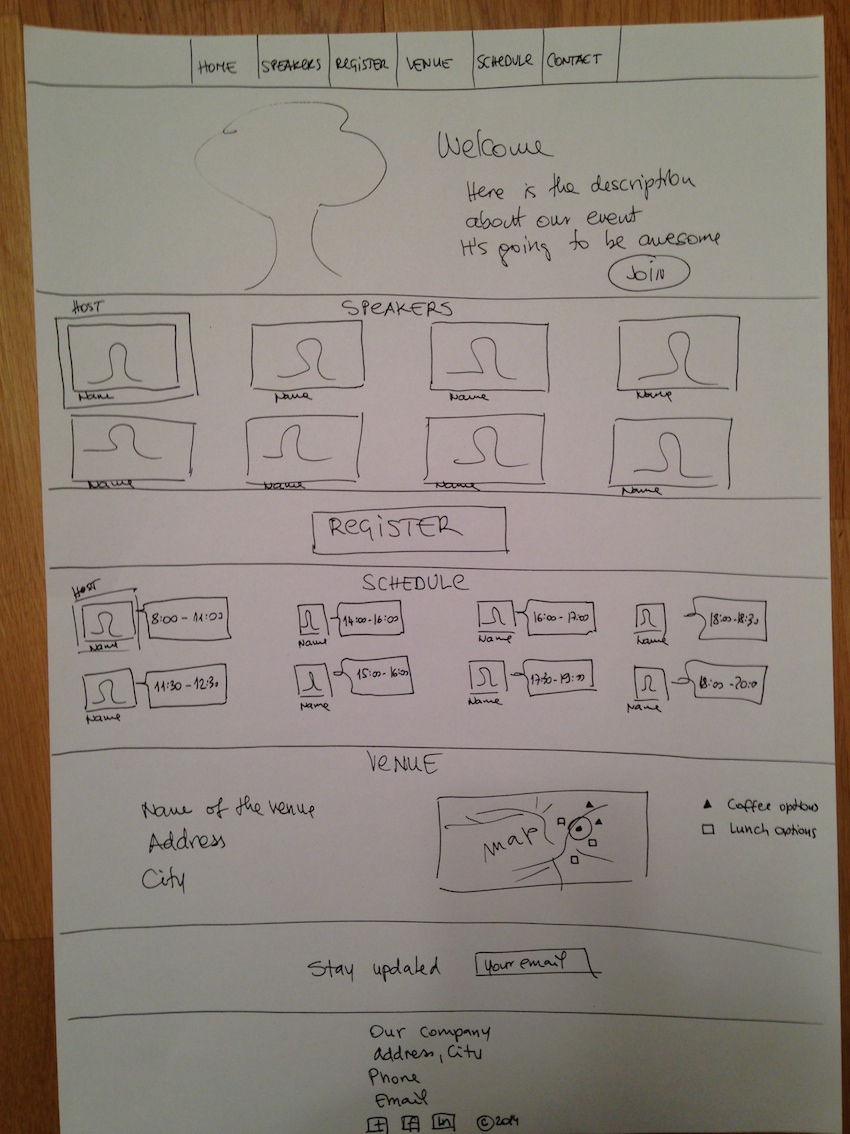 HOME SPEAKERS REGISTER VENUE SCHEDULE CONTACT
Welcome
Here is the description
about our event
It's going to be awesome
JOIN
HOST
SPEAKERS
Name Name Name Name
Name Name Name Name
REGISTER
SCHEDULE
HOST
8:00 - 11:00 14:00-16:00 16:00 - 17:00 18:00-18:30
Name Name Name Name
11:30 - 12:30 15:00 - 16:00 17:30 - 19:00 18:00 - 20:00
Name Name Name Name
VENUE
Name of the venue
Address
City
map
Coffee options
Lunch options
Stay updated your email
Our company
address, City
Phone
Email
t f in © 2014